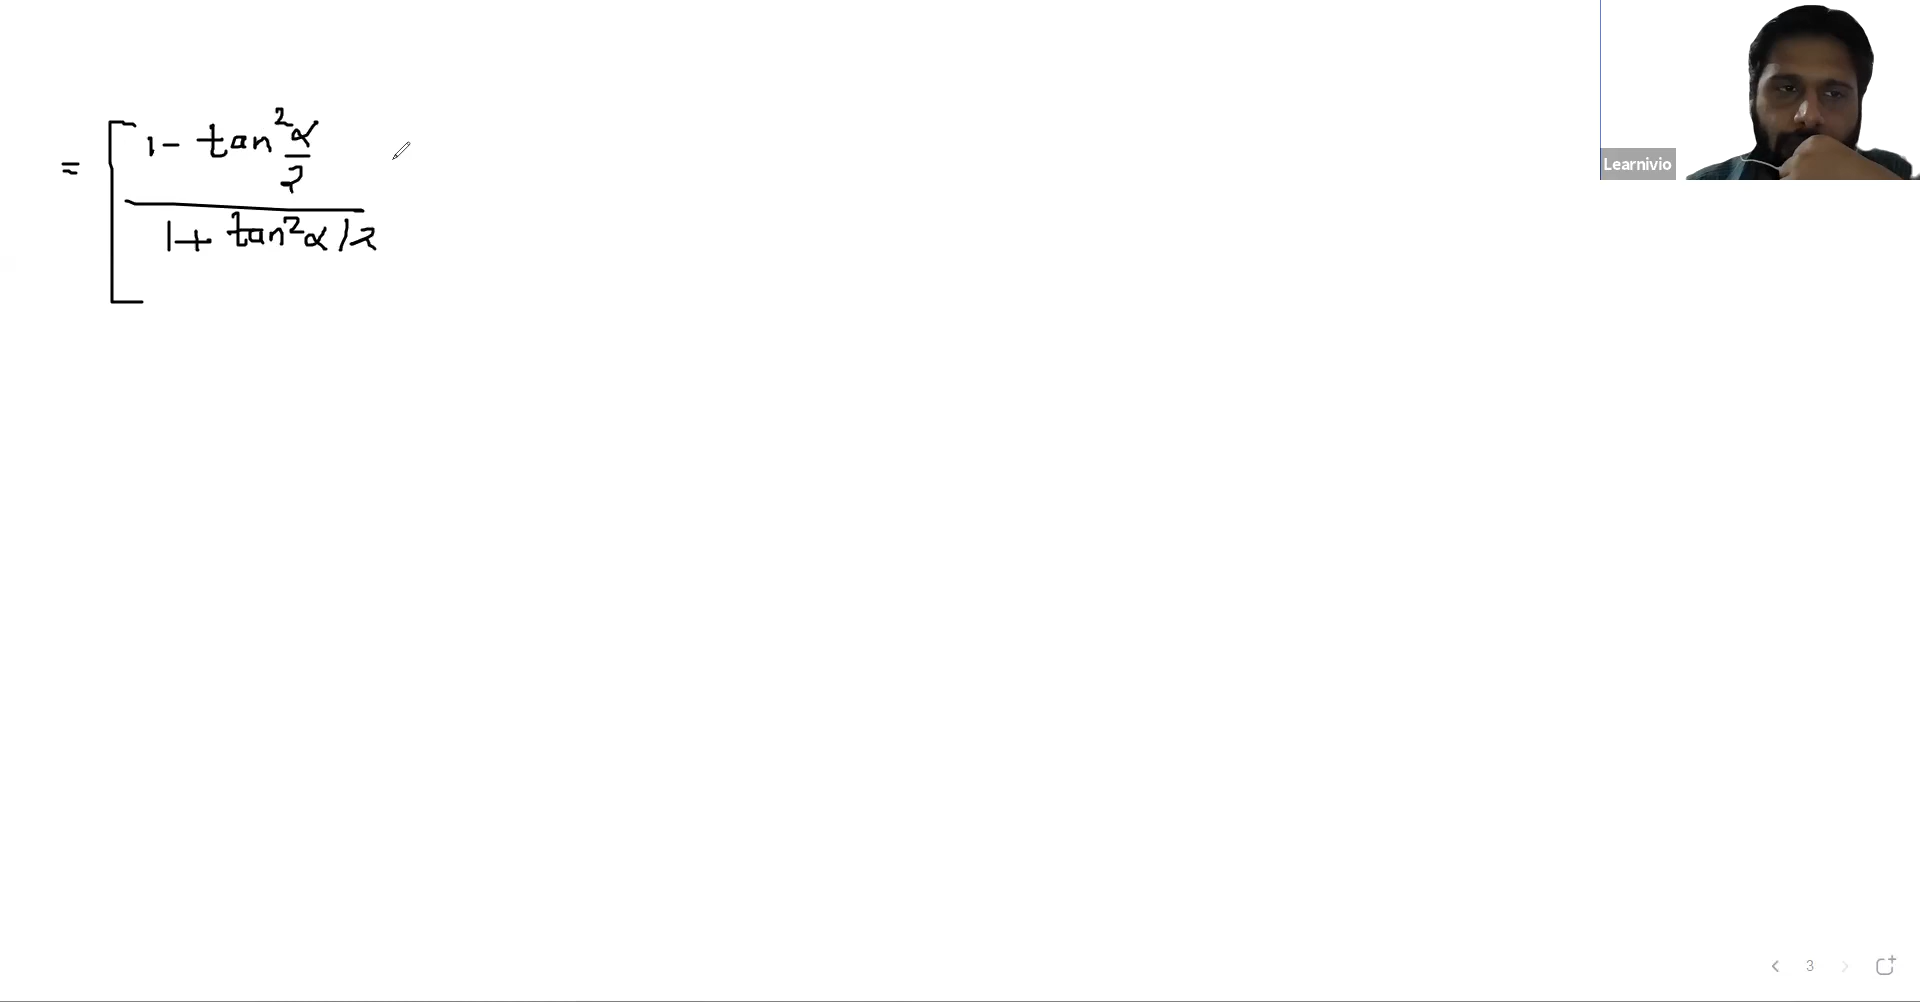 = [ 1 - tan²α/2
1 + tan²α/2
Learnivio
3